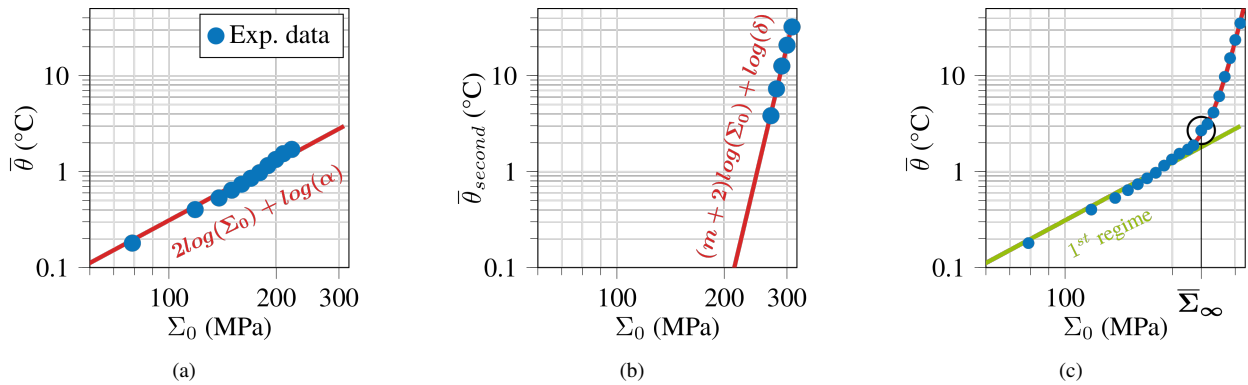 Exp. data
10
1
0.1
θ̅ (°C)
2log(Σ₀) + log(α)
100
200
300
Σ₀ (MPa)
(a)
10
1
0.1
θ̅second (°C)
(m + 2)log(Σ₀) + log(δ)
100
200
300
Σ₀ (MPa)
(b)
10
1
0.1
θ̅ (°C)
1st regime
100
Σ̅∞
300
Σ₀ (MPa)
(c)